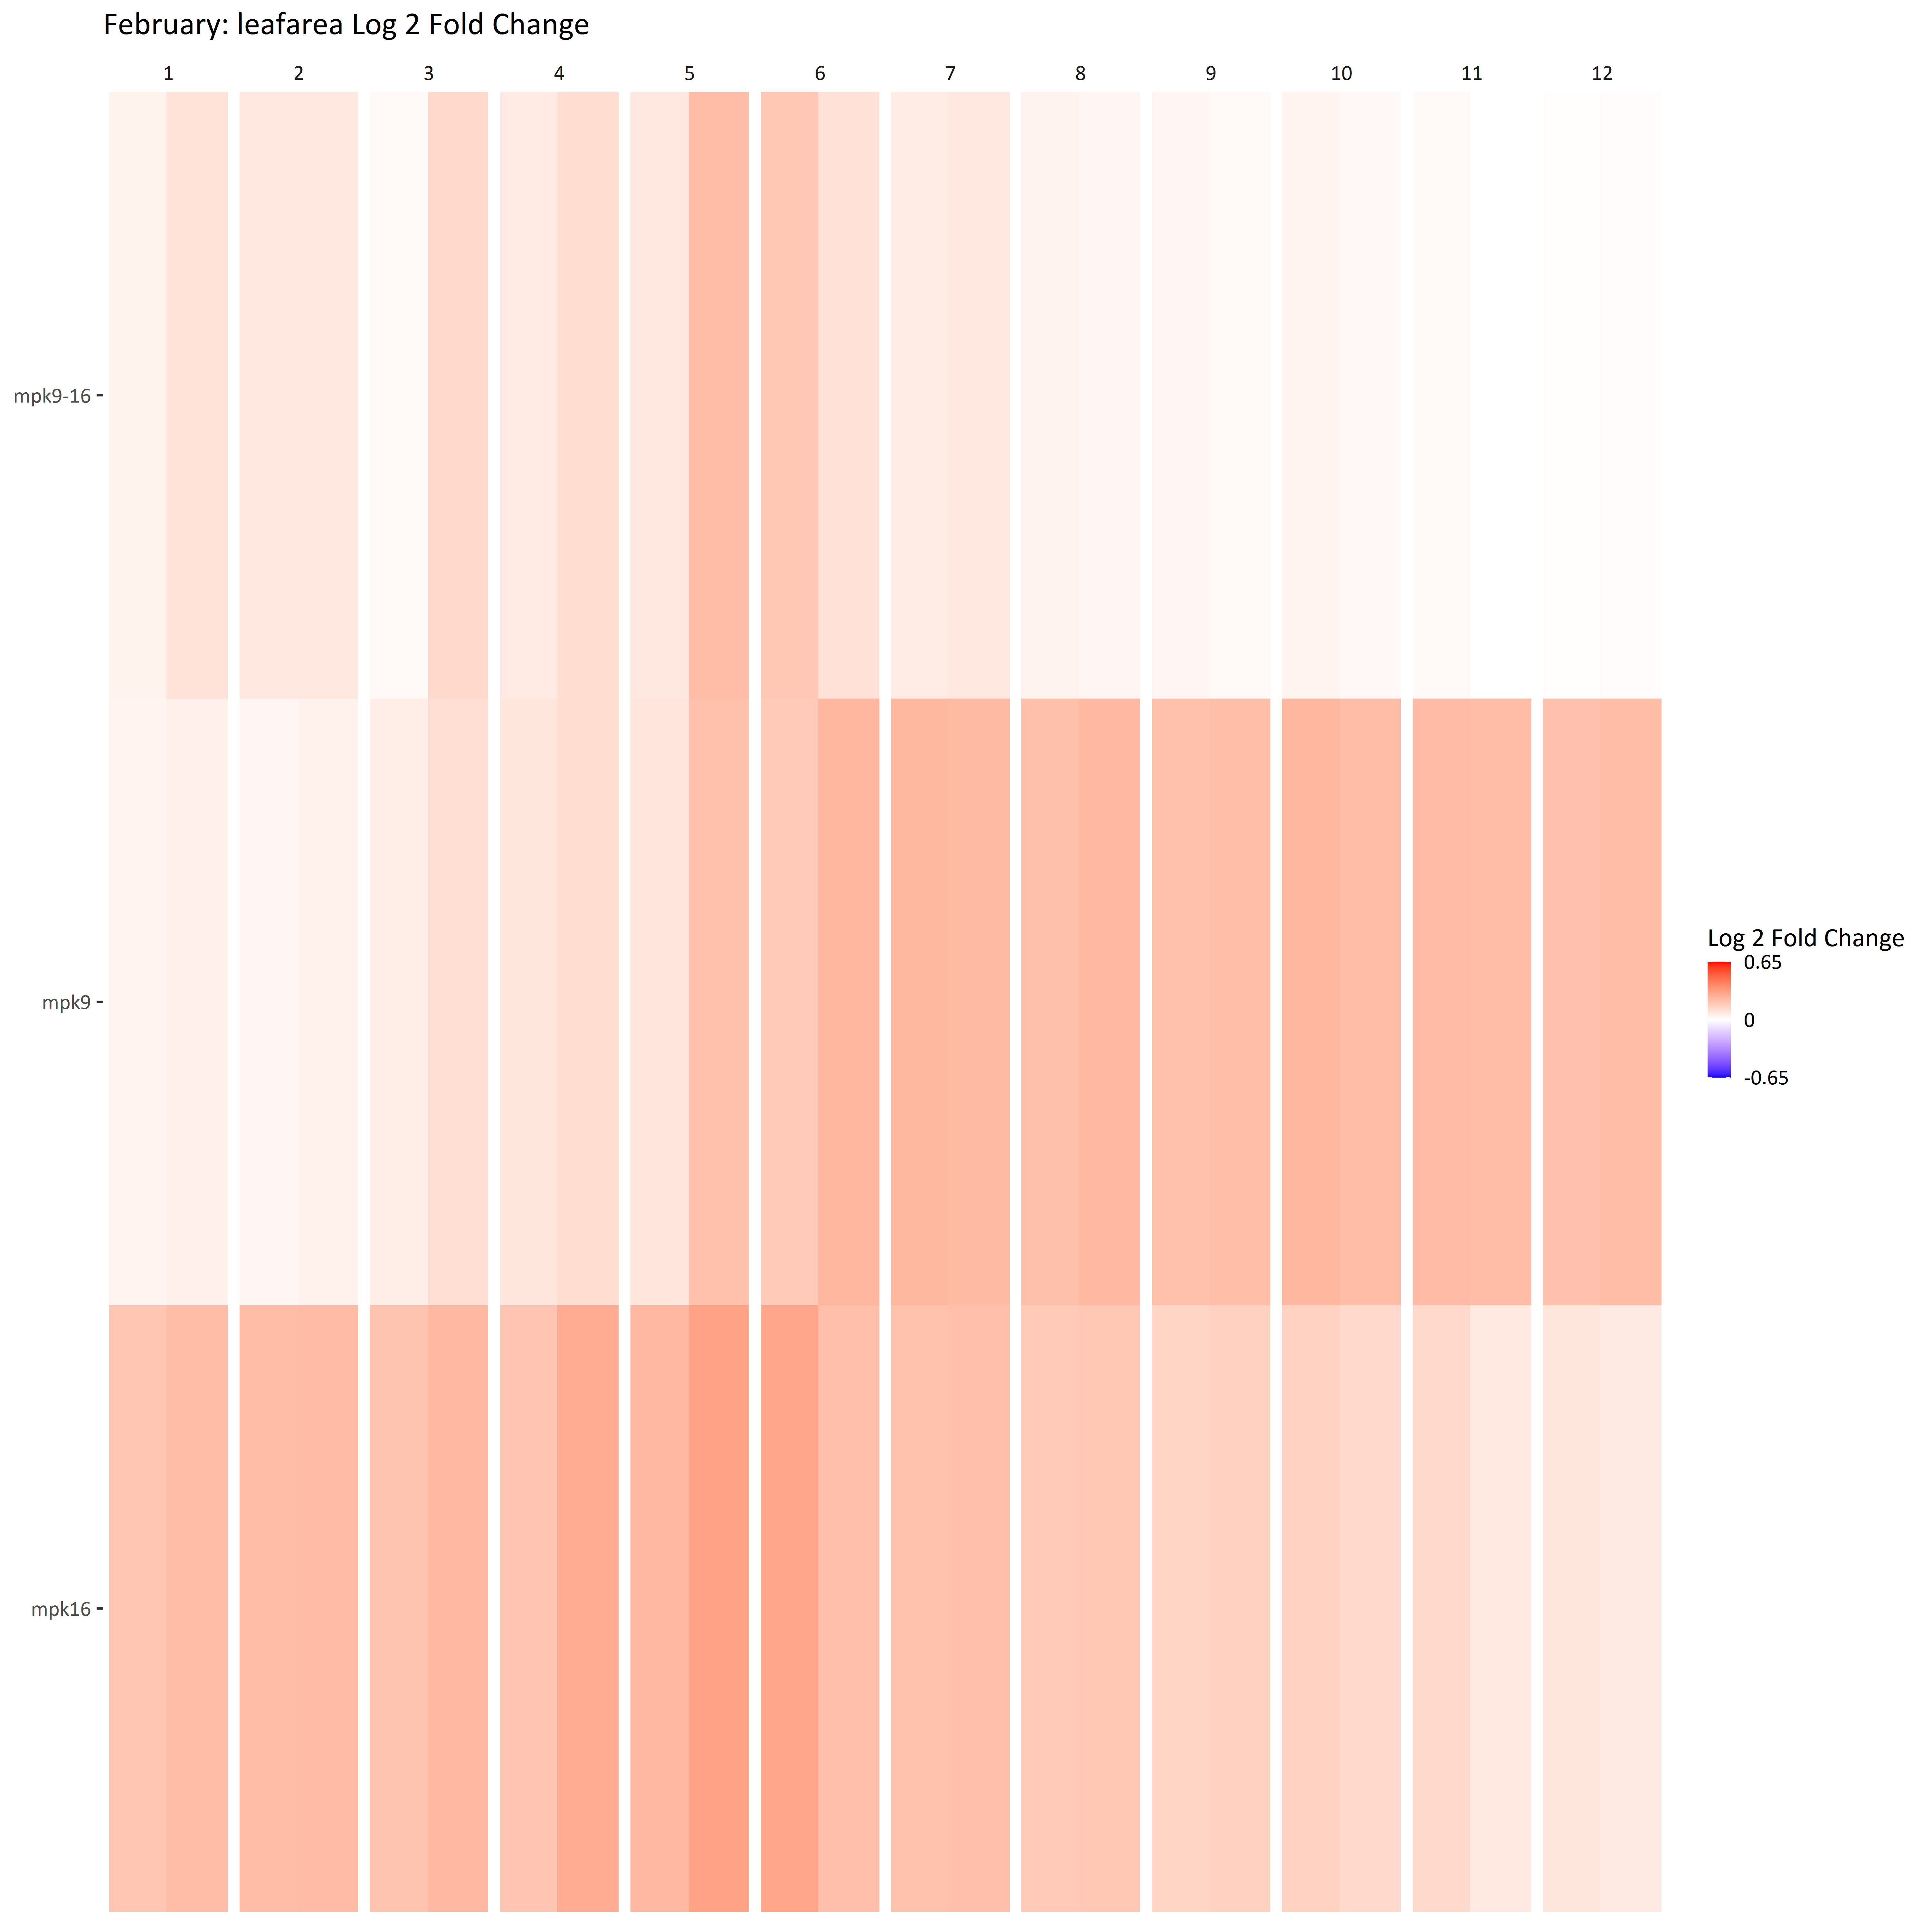 February: leafarea Log 2 Fold Change
1 2 3 4 5 6 7 8 9 10 11 12
mpk9-16
mpk9
mpk16
Log 2 Fold Change
0.65
0
-0.65